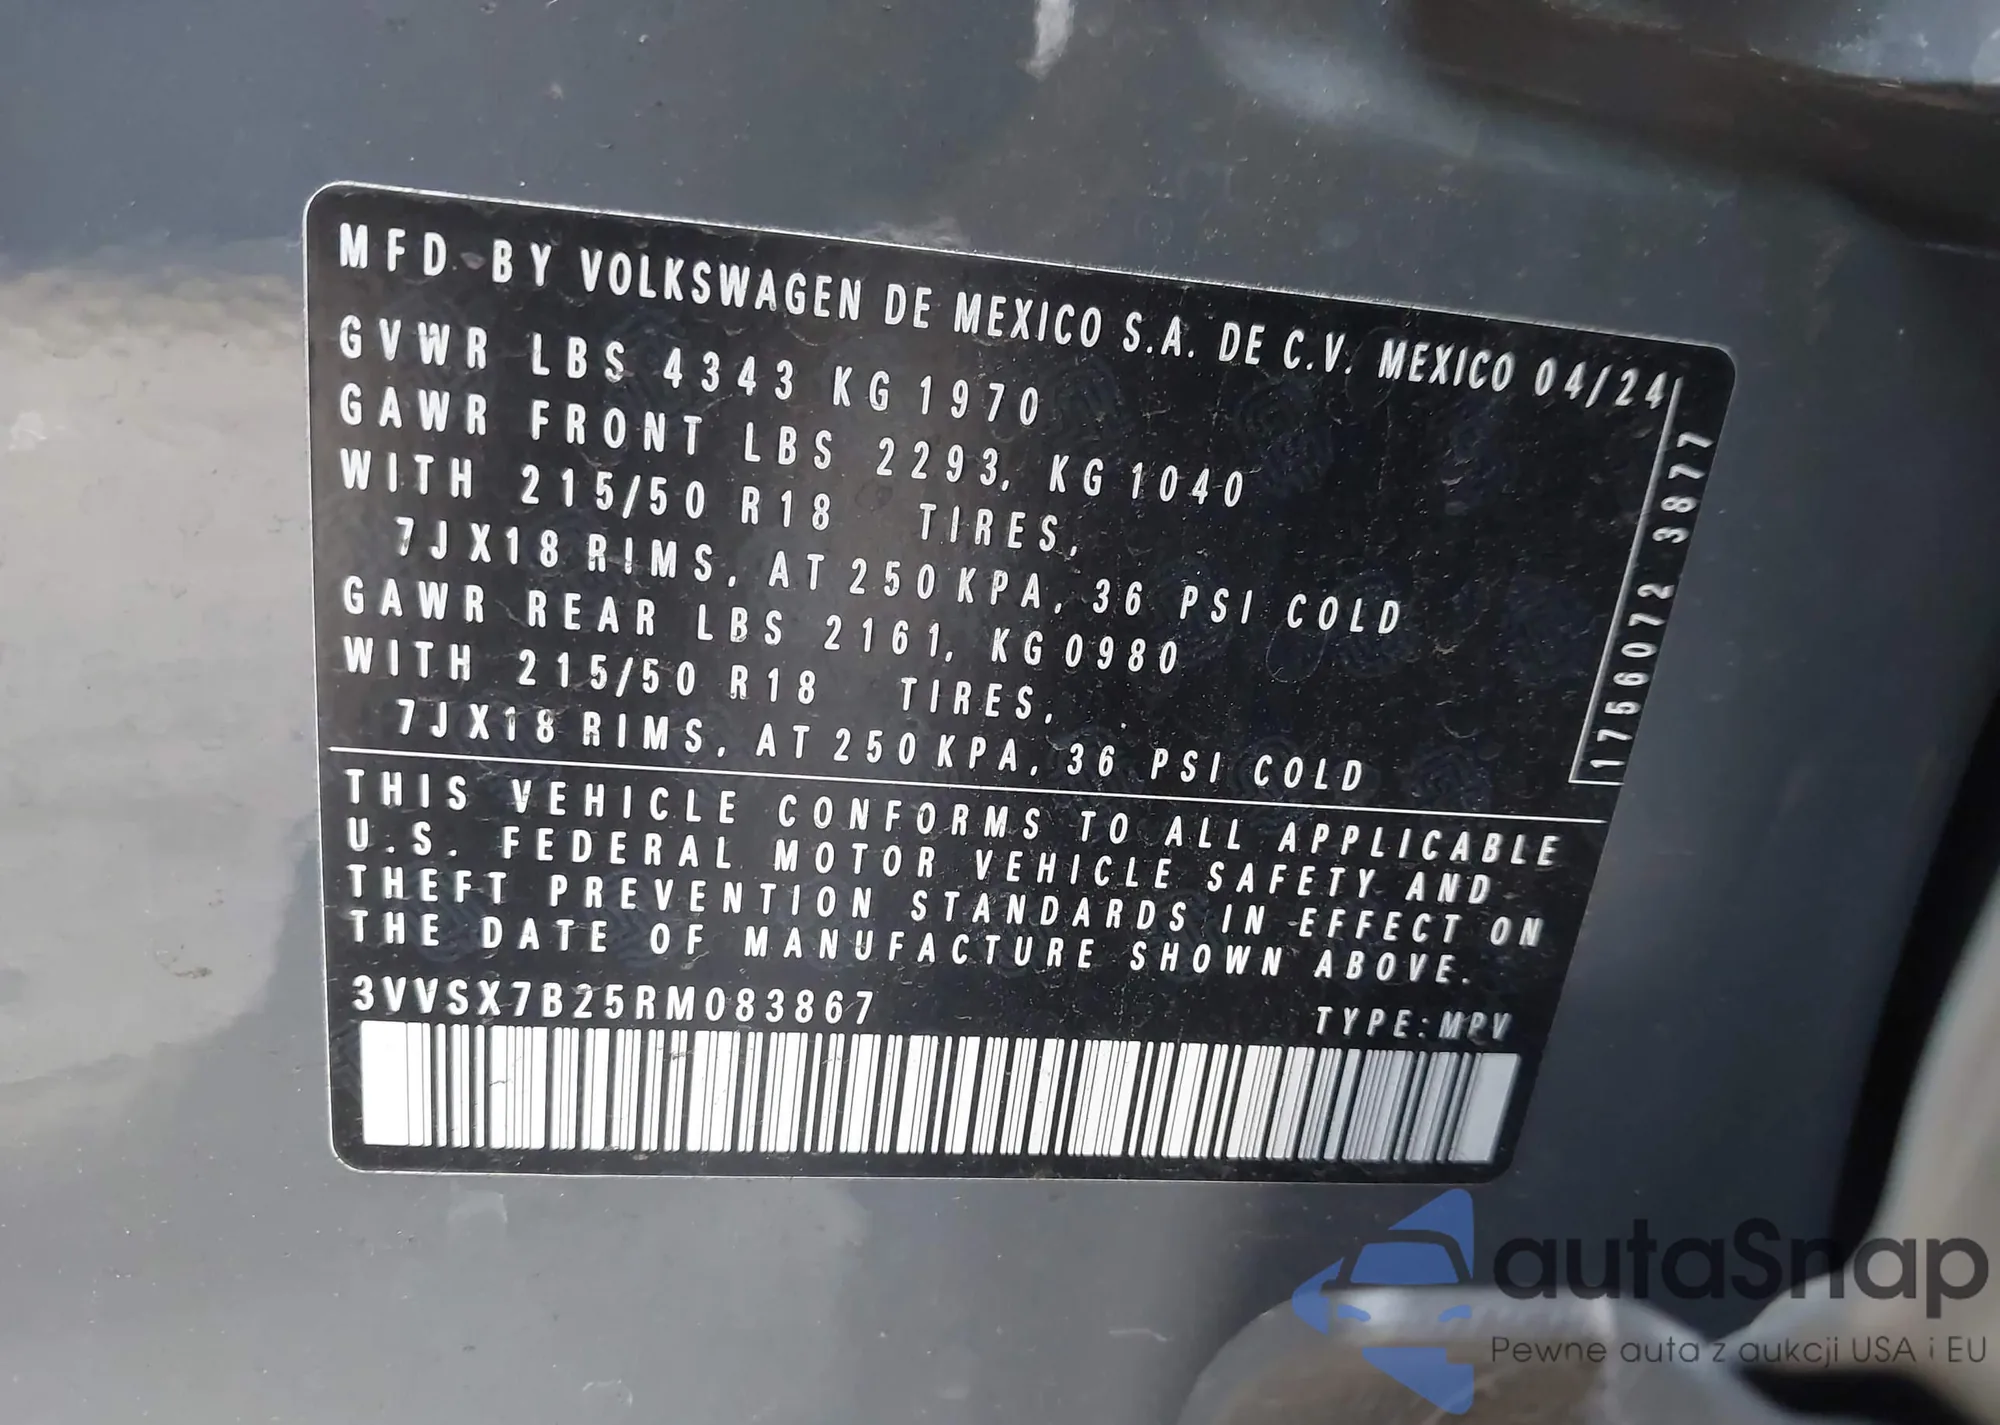 MFD. BY VOLKSWAGEN DE MEXICO S.A. DE C.V. MEXICO 04/24
GVWR LBS 4343 KG 1970
GAWR FRONT LBS 2293, KG 1040
WITH 215/50 R18 TIRES,
7JX18 RIMS, AT 250 KPA, 36 PSI COLD
GAWR REAR LBS 2161, KG 0980
WITH 215/50 R18 TIRES,
7JX18 RIMS, AT 250 KPA, 36 PSI COLD
1756072 3877
THIS VEHICLE CONFORMS TO ALL APPLICABLE
U.S. FEDERAL MOTOR VEHICLE SAFETY AND
THEFT PREVENTION STANDARDS IN EFFECT ON
THE DATE OF MANUFACTURE SHOWN ABOVE.
3VVSX7B25RM083867
TYPE: MPV
autaSnap
Pewne auta z aukcji USA i EU